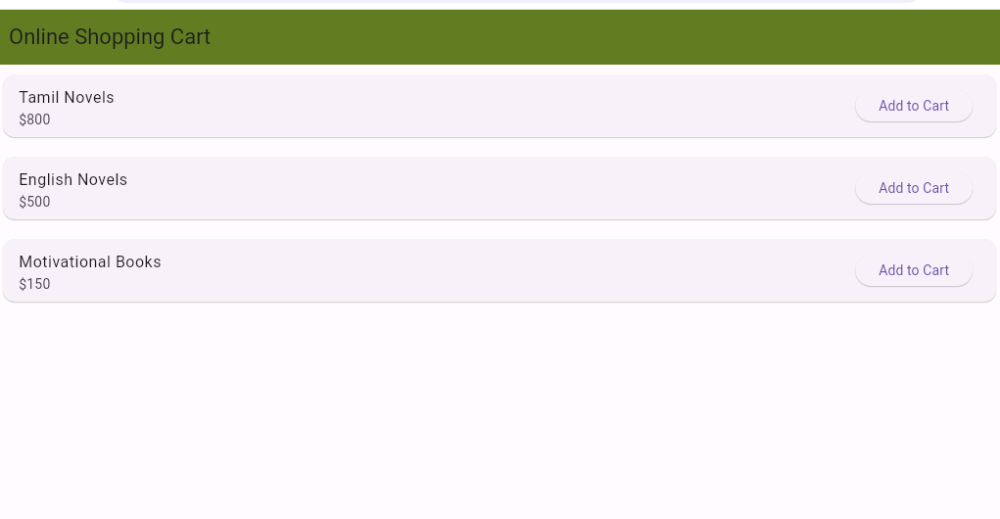 Online Shopping Cart
Tamil Novels
$800
Add to Cart
English Novels
$500
Add to Cart
Motivational Books
$150
Add to Cart